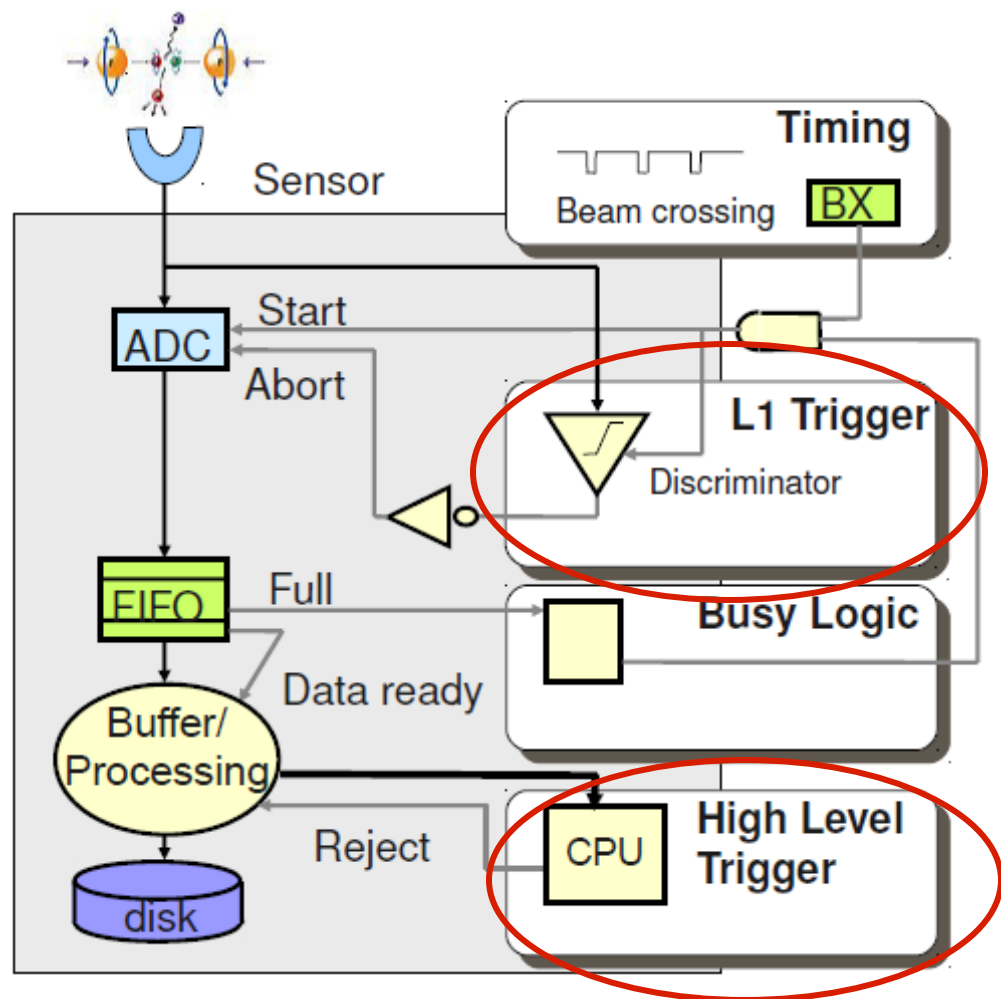 Timing
Sensor
Beam crossing
BX
Start
ADC
Abort
L1 Trigger
Discriminator
FIFO
Full
Busy Logic
Data ready
Buffer/
Processing
High Level
Trigger
CPU
Reject
disk